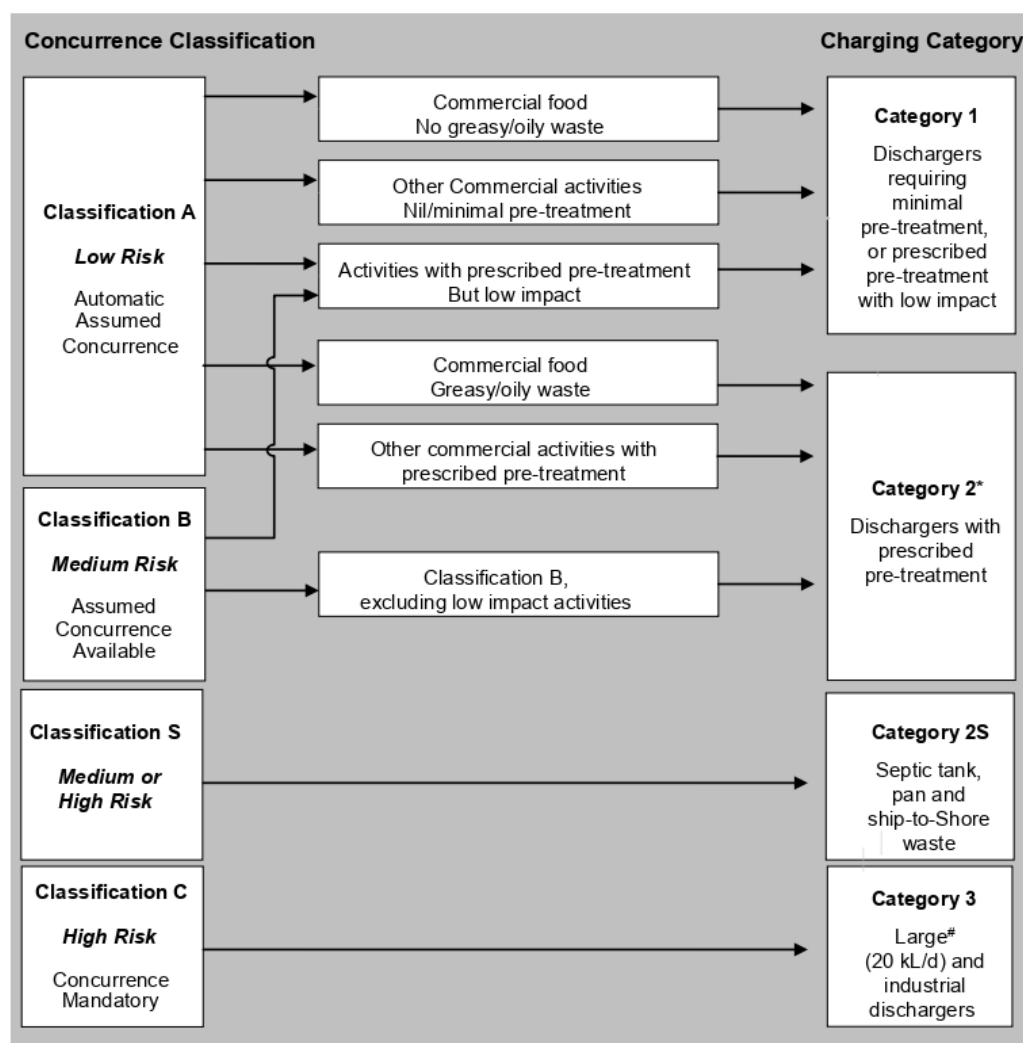 Concurrence Classification
Charging Category
Classification A
Low Risk
Automatic
Assumed
Concurrence
Commercial food
No greasy/oily waste
Other Commercial activities
Nil/minimal pre-treatment
Activities with prescribed pre-treatment
But low impact
Commercial food
Greasy/oily waste
Other commercial activities with
prescribed pre-treatment
Category 1
Dischargers
requiring
minimal
pre-treatment,
or prescribed
pre-treatment
with low impact
Classification B
Medium Risk
Assumed
Concurrence
Available
Classification B,
excluding low impact activities
Category 2*
Dischargers with
prescribed
pre-treatment
Classification S
Medium or
High Risk
Category 2S
Septic tank,
pan and
ship-to-Shore
waste
Classification C
High Risk
Concurrence
Mandatory
Category 3
Large#
(20 kL/d) and
industrial
dischargers